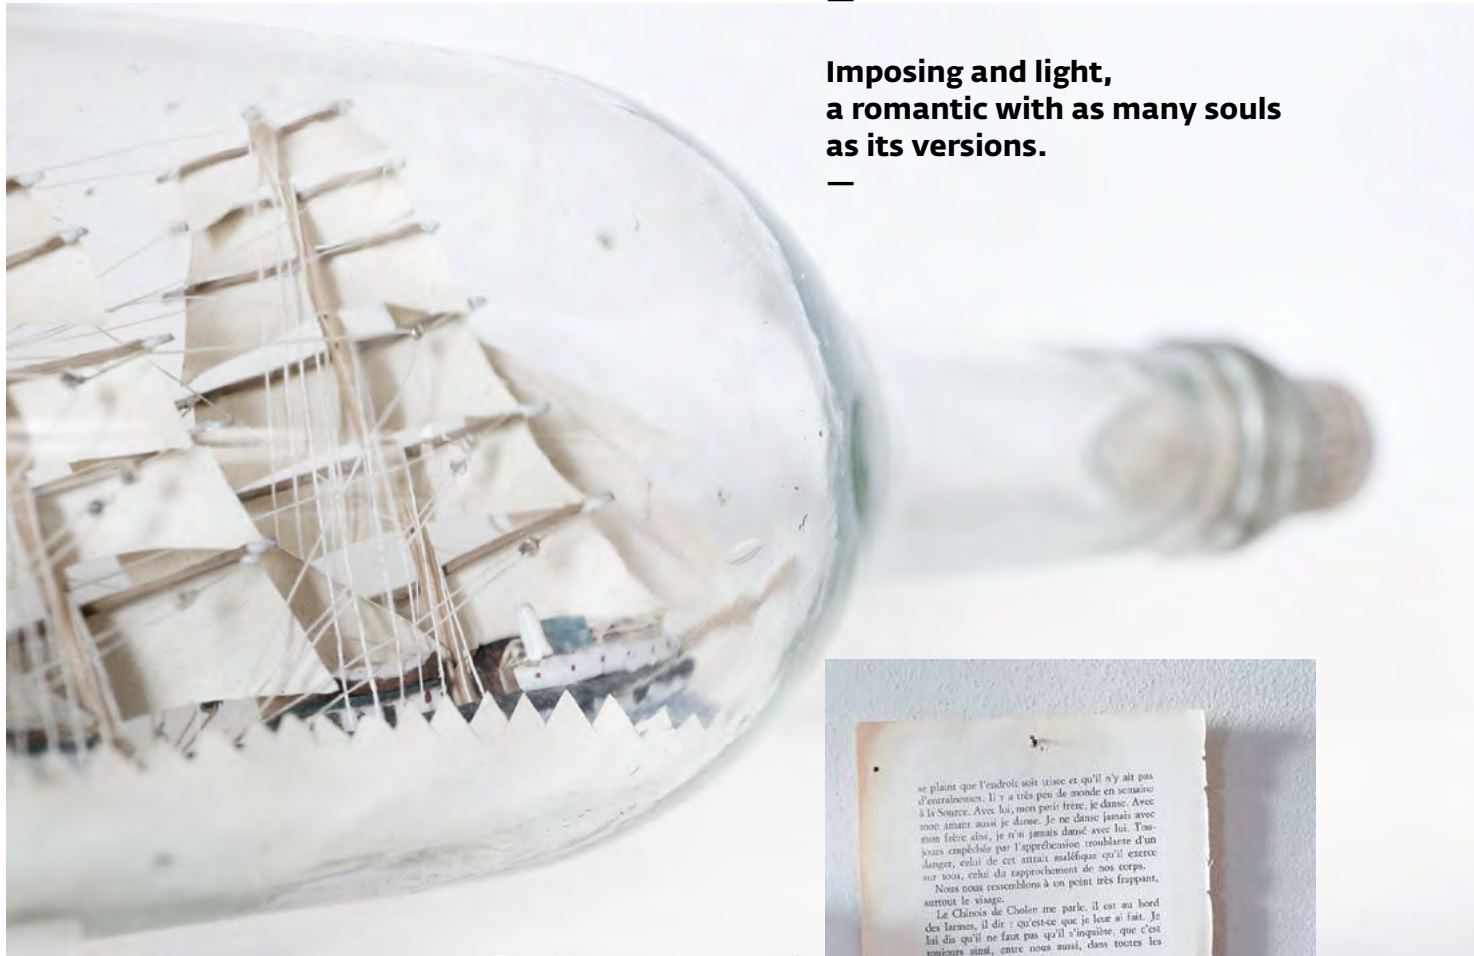 Imposing and light,
a romantic with as many souls
as its versions.
se plaint que l'endroit soit triste et qu'il n'y ait pas
d'entraîneuses. Il y a très peu de monde en semaine
à la Source. Avec lui, mon petit frère, je danse. Avec
mon amant aussi je danse. Je ne danse jamais avec
mon frère aîné, je n'ai jamais dansé avec lui. Tou-
jours empêchée par l'appréhension troublante d'un
danger, celui de cet attrait maléfique qu'il exerce
sur tous, celui du rapprochement de nos corps.
Nous nous ressemblons à un point très frappant,
surtout le visage.
Le Chinois de Cholen me parle, il est au bord
des larmes, il dit : qu'est-ce que je leur ai fait. Je
lui dis qu'il ne faut pas qu'il s'inquiète, que c'est
toujours ainsi, entre nous aussi, dans toutes les